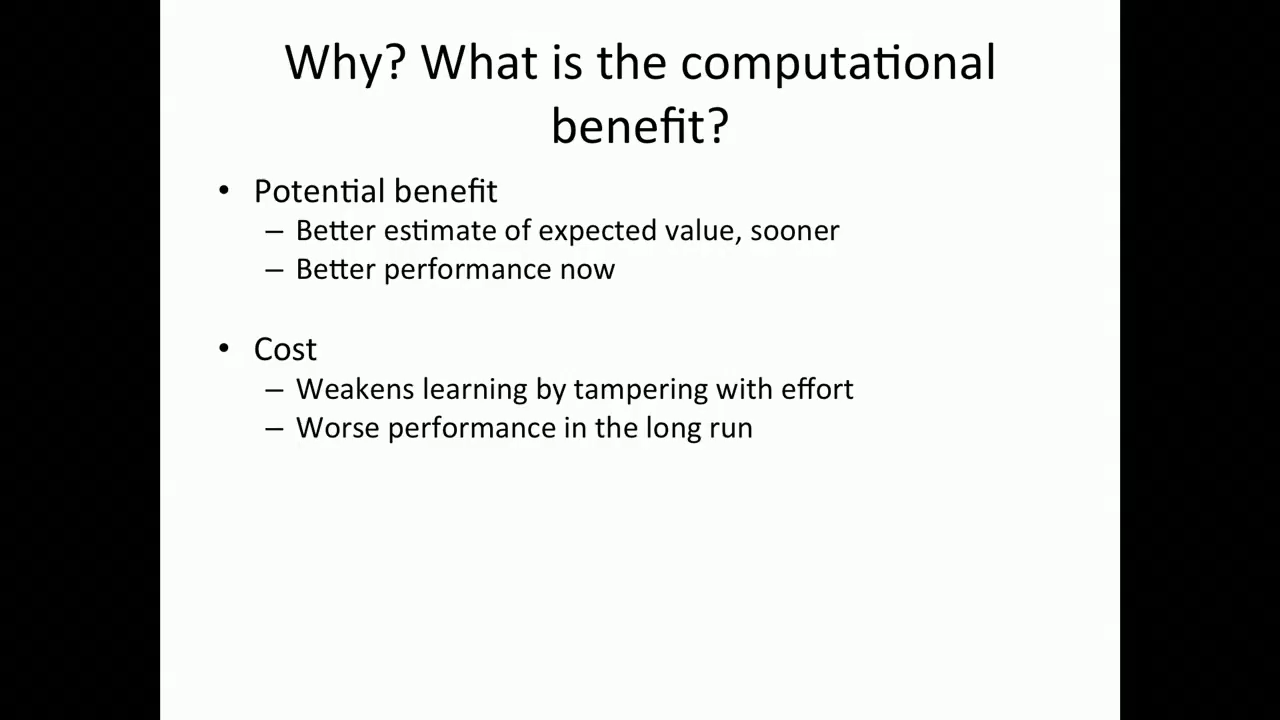 Why? What is the computational
benefit?
• Potential benefit
– Better estimate of expected value, sooner
– Better performance now
• Cost
– Weakens learning by tampering with effort
– Worse performance in the long run